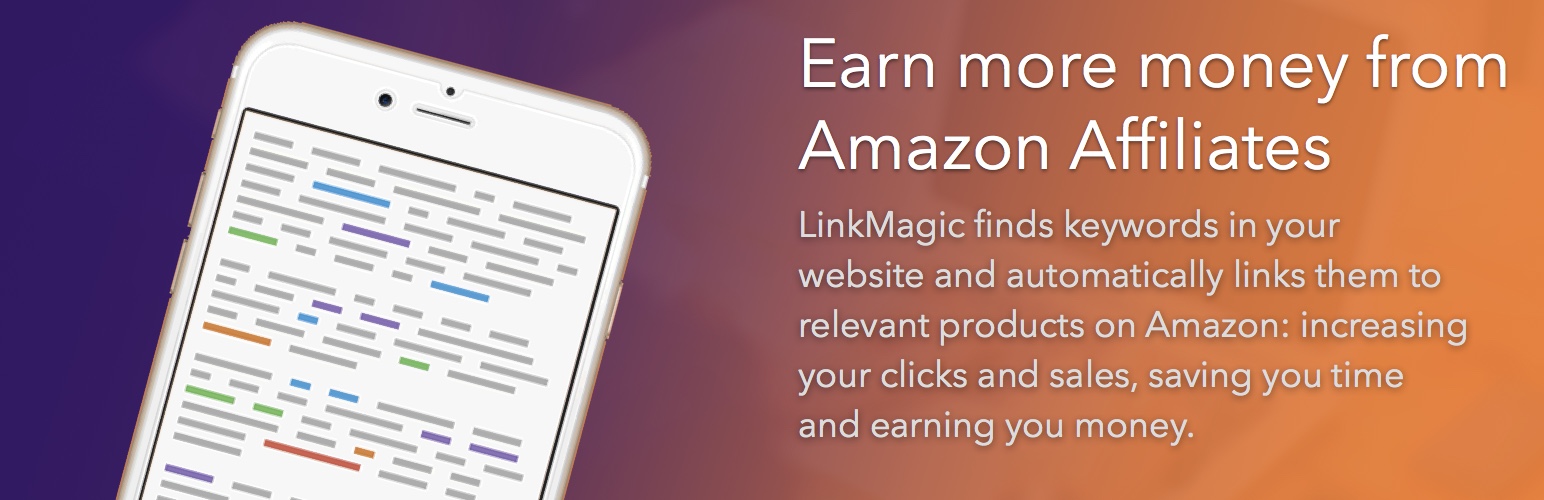 Earn more money from
Amazon Affiliates
LinkMagic finds keywords in your
website and automatically links them to
relevant products on Amazon: increasing
your clicks and sales, saving you time
and earning you money.